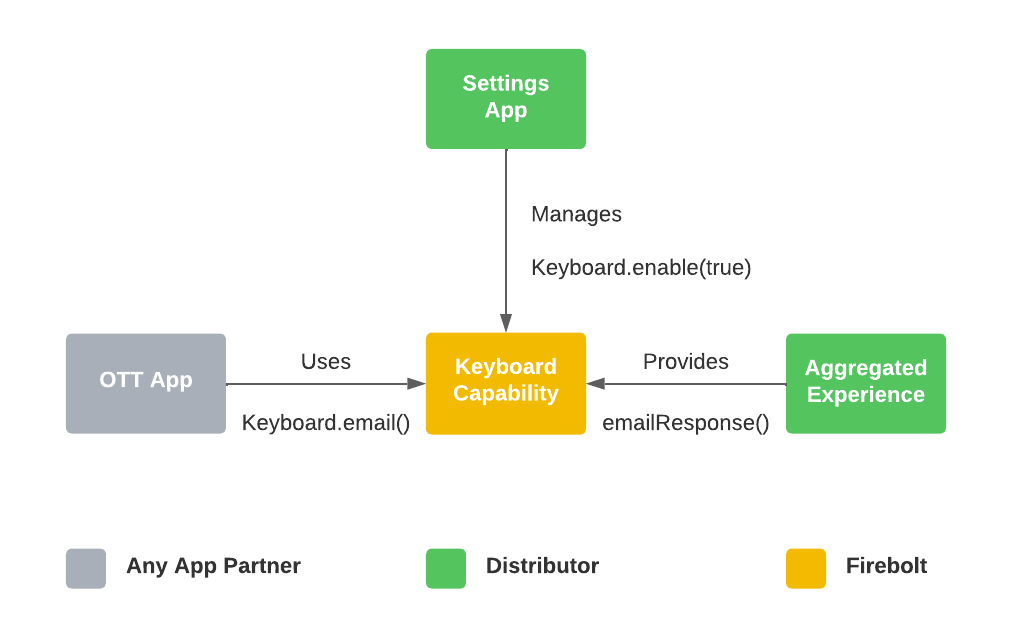 Settings
App
Manages
Keyboard.enable(true)
OTT App
Uses
Keyboard.email()
Keyboard
Capability
Provides
emailResponse()
Aggregated
Experience
Any App Partner
Distributor
Firebolt